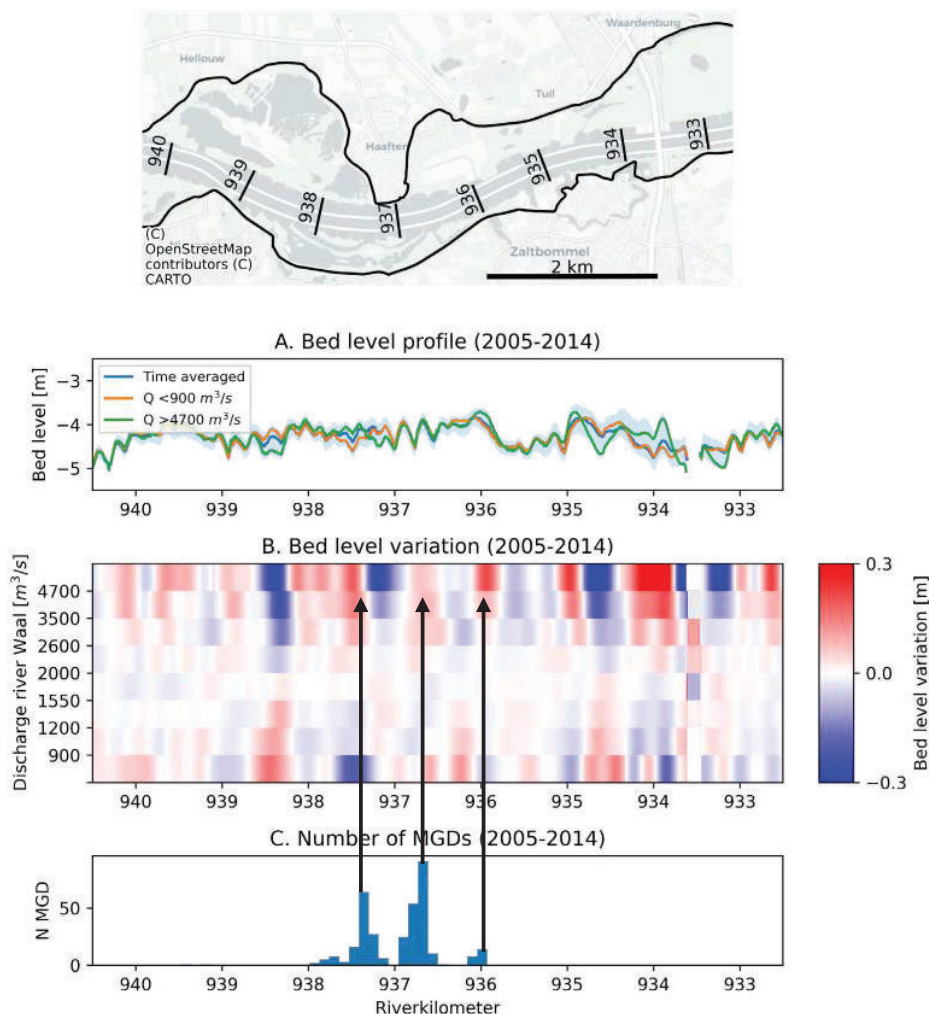 Waardenburg
Hellouw
Tuil
Haaften
940
939
938
937
936
935
934
933
Zaltbommel
2 km
(C)
OpenStreetMap
contributors (C)
CARTO
A. Bed level profile (2005-2014)
Bed level [m]
−3
−4
−5
Time averaged
Q <900 m³/s
Q >4700 m³/s
940 939 938 937 936 935 934 933
B. Bed level variation (2005-2014)
Discharge river Waal [m³/s]
4700
3500
2600
2000
1550
1200
900
940 939 938 937 936 935 934 933
0.3
0.0
−0.3
Bed level variation [m]
C. Number of MGDs (2005-2014)
N MGD
50
0
940 939 938 937 936 935 934 933
Riverkilometer